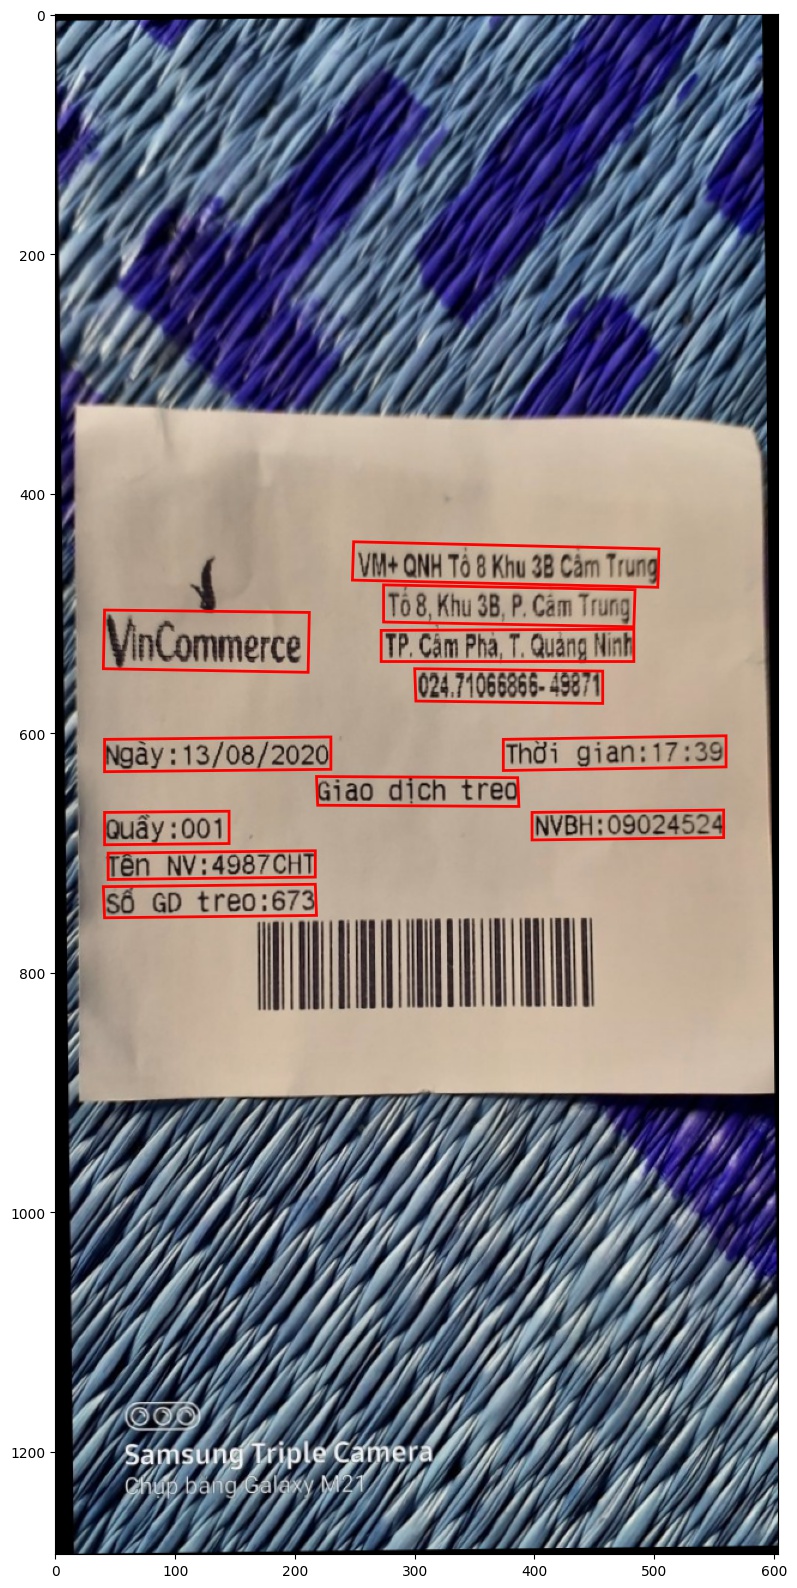 VM+ QNH Tổ 8 Khu 3B Cẩm Trung
Tổ 8, Khu 3B, P. Cẩm Trung
VinCommerce
TP. Cẩm Phả, T. Quảng Ninh
024.71066866-49871
Ngày:13/08/2020 Thời gian:17:39
Giao dịch treo
Quầy:001 NVBH:09024524
Tên NV:4987CHT
Số GD treo:673
Samsung Triple Camera
Chụp bằng Galaxy M21
0
200
400
600
800
1000
1200
0 100 200 300 400 500 600